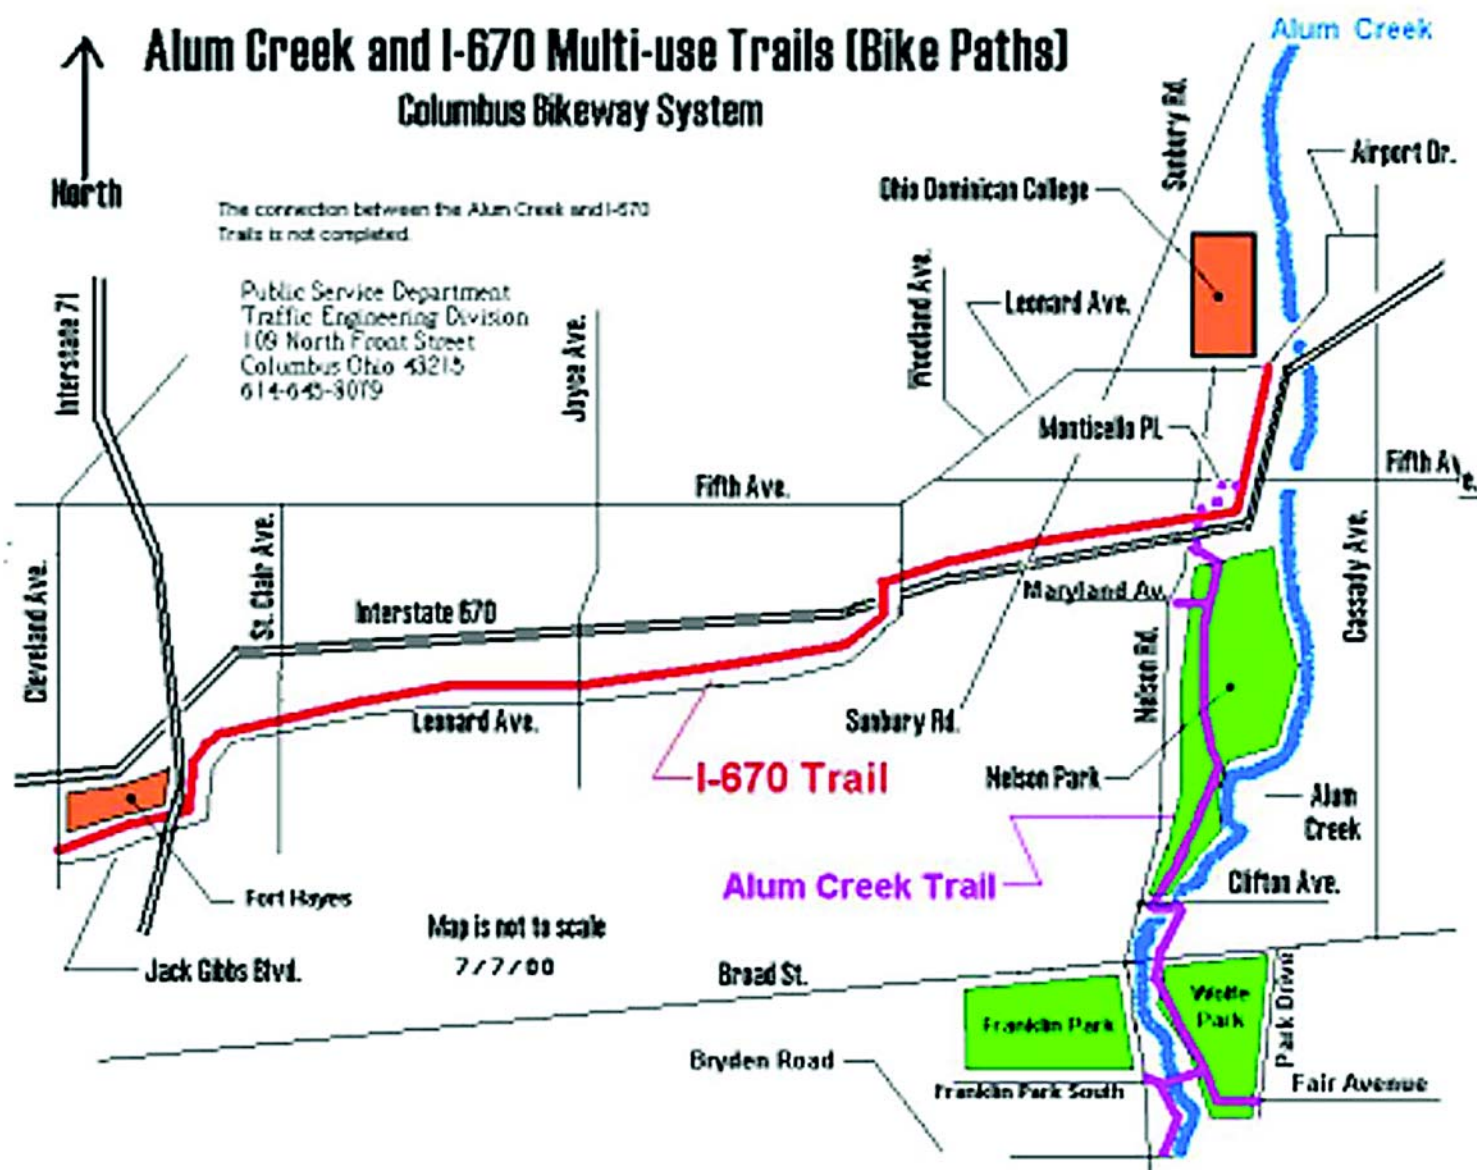 Alum Creek and I-670 Multi-use Trails (Bike Paths)
Columbus Bikeway System
North
The connection between the Alum Creek and I-670
Trails is not completed.
Public Service Department
Traffic Engineering Division
109 North Front Street
Columbus Ohio 43215
614-645-8079
Alum Creek
Sunbury Rd.
Airport Dr.
Ohio Dominican College
Woodland Ave.
Leonard Ave.
Interstate 71
Joyce Ave.
Monticello Pl.
Fifth Ave.
Fifth Av
e.
Cleveland Ave.
St. Clair Ave.
Interstate 670
Maryland Av.
Cassady Ave.
Nelson Rd.
Leonard Ave.
Sunbury Rd.
I-670 Trail
Nelson Park
Alum
Creek
Alum Creek Trail
Clifton Ave.
Fort Hayes
Map is not to scale
7/7/00
Jack Gibbs Blvd.
Broad St.
Franklin Park
Wolfe
Park
Park Drive
Bryden Road
Franklin Park South
Fair Avenue